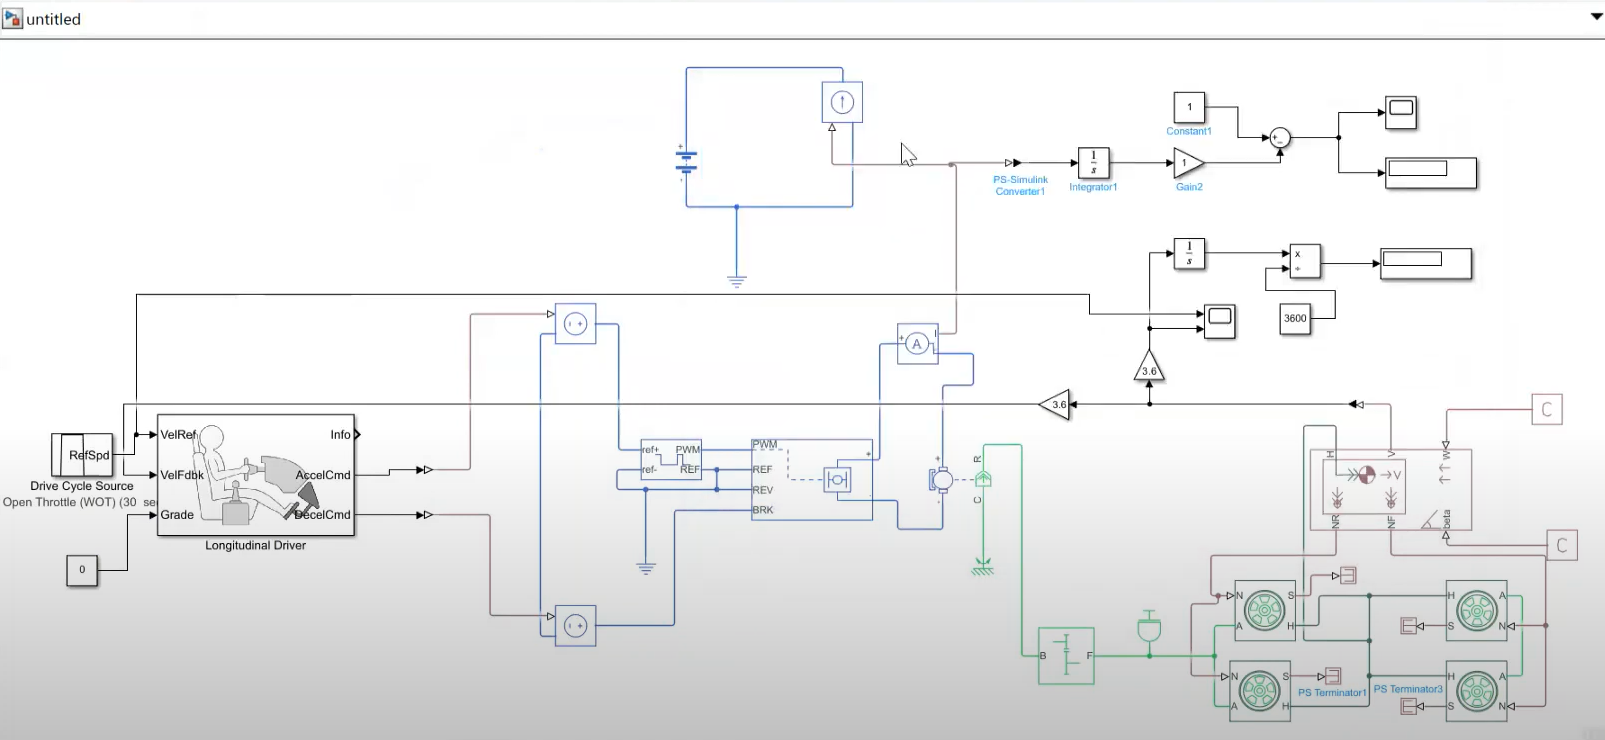 untitled
1
Constant1
+
-
PS-Simulink
Converter1
1
s
Integrator1
1
Gain2
+
-
1
s
x
÷
3600
3.6
3.6
- +
+ A I
-
C
RefSpd
Drive Cycle Source
Open Throttle (WOT) (30 se
VelRef
VelFdbk
Grade
Info
AccelCmd
DecelCmd
Longitudinal Driver
0
ref+ PWM
ref- REF
PWM
REF
REV
BRK
+
-
+
-
R
C
H V W
V
NR NF beta
C
- +
B F
N S
A H
H A
S N
N S
A H
PS Terminator1
PS Terminator3
H A
S N